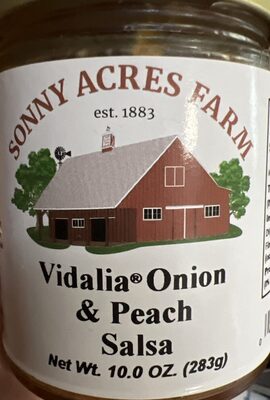 SONNY ACRES FARM
est. 1883
Vidalia® Onion
& Peach
Salsa
Net Wt. 10.0 OZ. (283g)